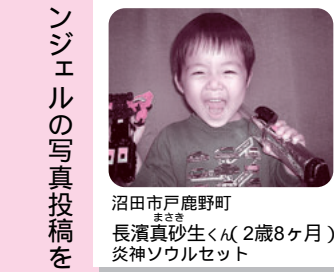 ンジェルの写真投稿を
沼田市戸鹿野町
まさき
長濱真砂生くん(2歳8ヶ月)
炎神ソウルセット